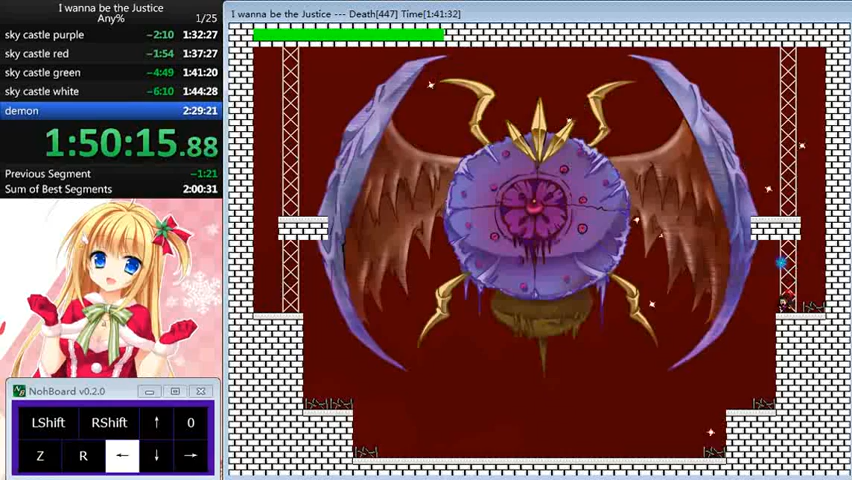 I wanna be the Justice
Any% 1/25
sky castle purple -2:10 1:32:27
sky castle red -1:54 1:37:27
sky castle green -4:49 1:41:20
sky castle white -6:10 1:44:28
demon 2:29:21
1:50:15.88
Previous Segment -1:21
Sum of Best Segments 2:00:31
NohBoard v0.2.0
LShift RShift ↑ 0
Z R ← ↓ →
I wanna be the Justice --- Death[447] Time[1:41:32]